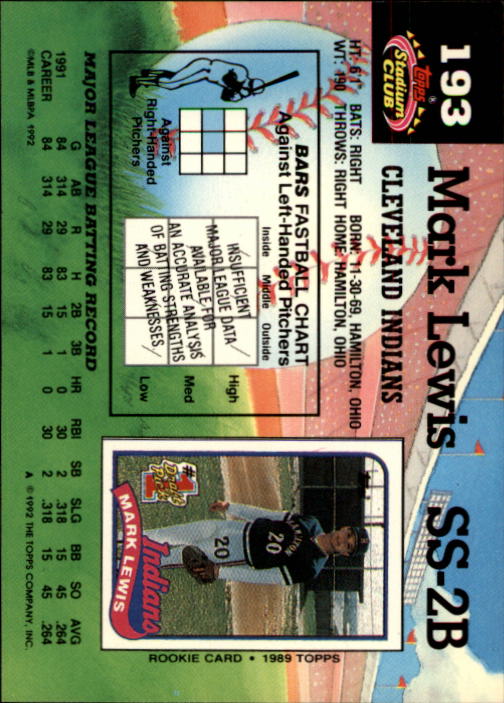 193
Topps®
Stadium
CLUB
Mark Lewis SS-2B
CLEVELAND INDIANS
HT: 6'1" BATS: RIGHT BORN: 11-30-69, HAMILTON, OHIO
WT: 190 THROWS: RIGHT HOME: HAMILTON, OHIO
BARS FASTBALL CHART
Against Left-Handed Pitchers
Inside Middle Outside
High
Med
Low
INSUFFICIENT
MAJOR LEAGUE DATA
AVAILABLE FOR
AN ACCURATE ANALYSIS
OF BATTING STRENGTHS
AND WEAKNESSES
Against
Right-Handed
Pitchers
HAMILTON
20
20
#1
Draft
Pick
Indians
MARK LEWIS
ROOKIE CARD • 1989 TOPPS
MAJOR LEAGUE BATTING RECORD
G AB R H 2B 3B HR RBI SB SLG BB SO AVG
1991 84 314 29 83 15 1 0 30 2 .318 15 45 .264
CAREER 84 314 29 83 15 1 0 30 2 .318 15 45 .264
©MLB & MLBPA 1992
A ©1992 THE TOPPS COMPANY, INC.